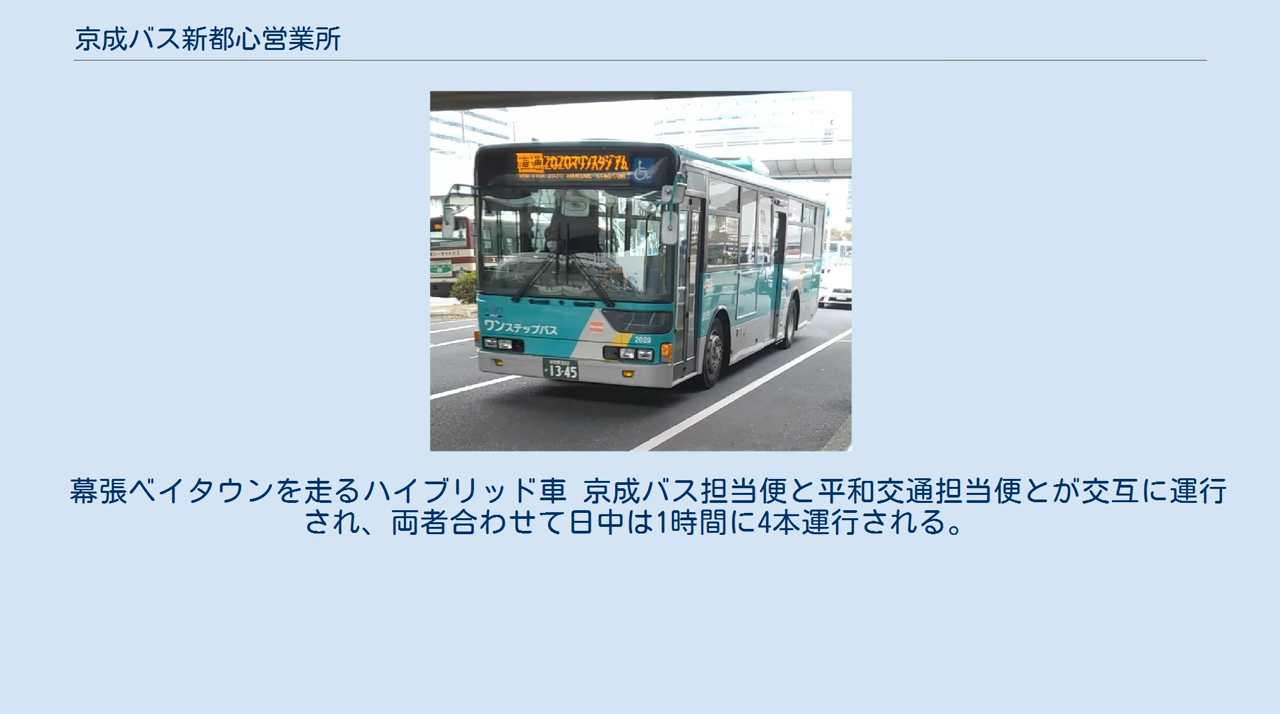 京成バス新都心営業所
直通 ZOZOマリンスタジアム
ワンステップバス
2029
13-45
幕張ベイタウンを走るハイブリッド車 京成バス担当便と平和交通担当便とが交互に運行
され、両者合わせて日中は1時間に4本運行される。